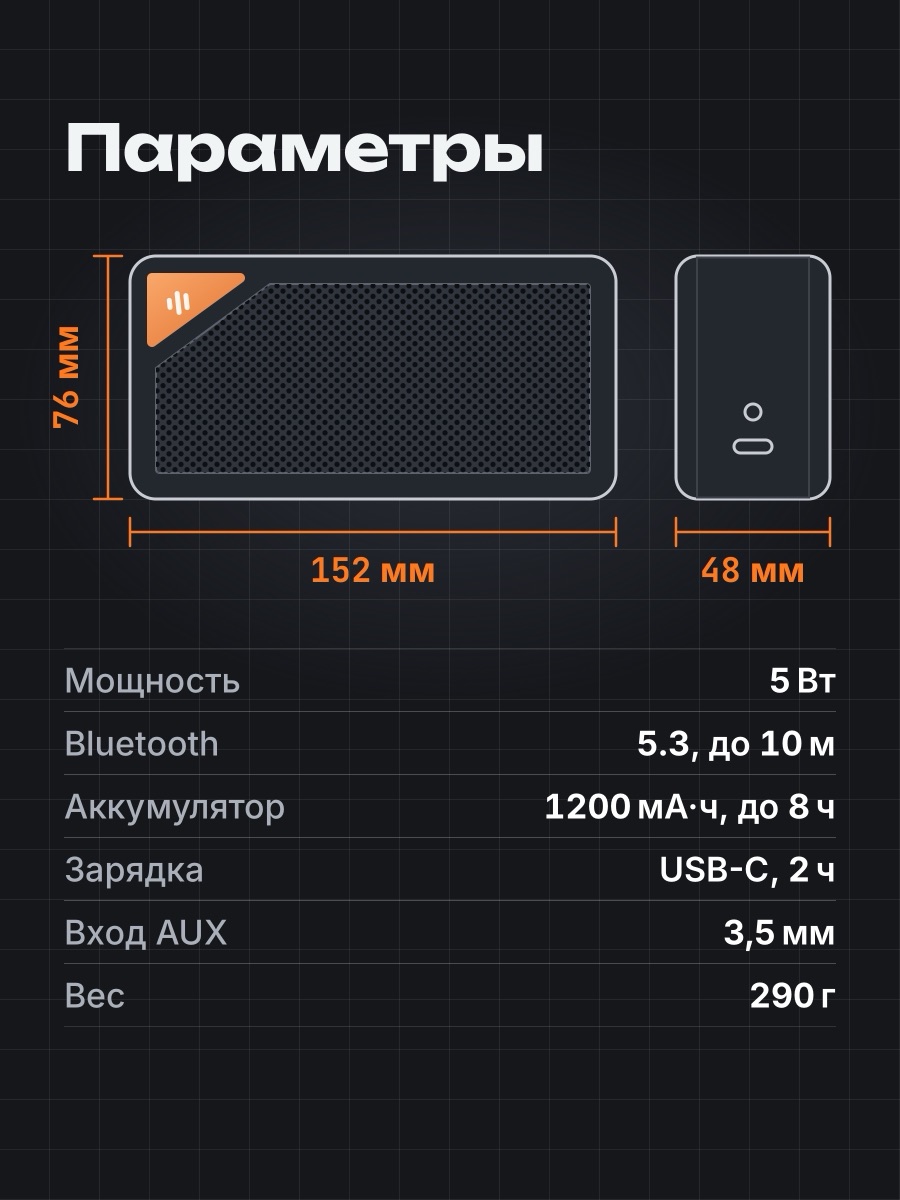 Параметры
76 мм
152 мм
48 мм
Мощность 5 Вт
Bluetooth 5.3, до 10 м
Аккумулятор 1200 мА·ч, до 8 ч
Зарядка USB-C, 2 ч
Вход AUX 3,5 мм
Вес 290 г